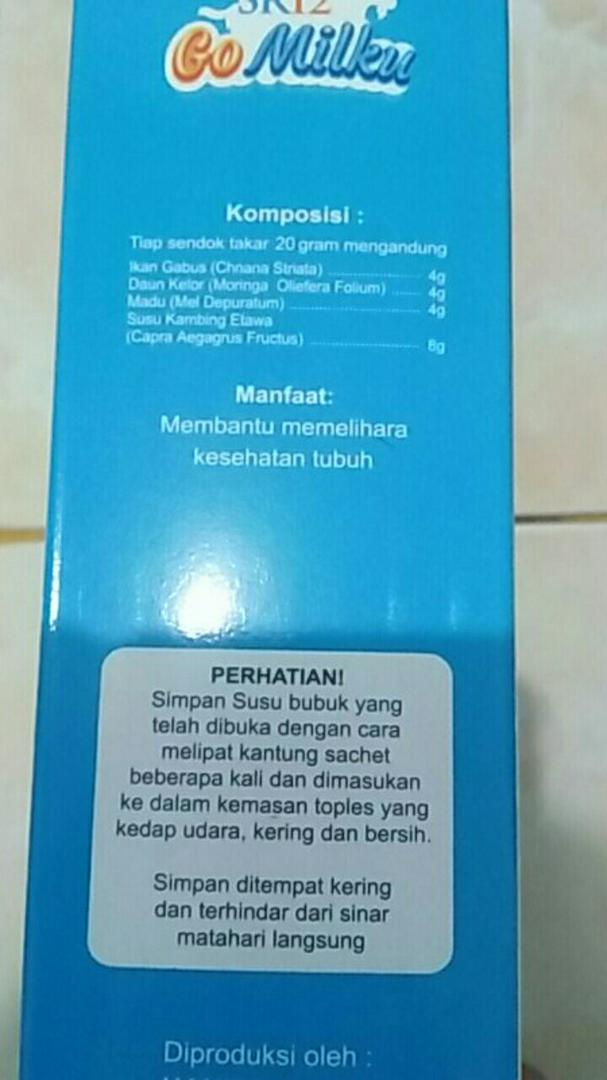 SR12
Go Milku
Komposisi :
Tiap sendok takar 20 gram mengandung
Ikan Gabus (Chnana Striata) ........................ 4g
Daun Kelor (Moringa Oliefera Folium) ...... 4g
Madu (Mel Depuratum) ................................ 4g
Susu Kambing Etawa
(Capra Aegagrus Fructus) ........................... 8g
Manfaat:
Membantu memelihara
kesehatan tubuh
PERHATIAN!
Simpan Susu bubuk yang
telah dibuka dengan cara
melipat kantung sachet
beberapa kali dan dimasukan
ke dalam kemasan toples yang
kedap udara, kering dan bersih.
Simpan ditempat kering
dan terhindar dari sinar
matahari langsung
Diproduksi oleh :